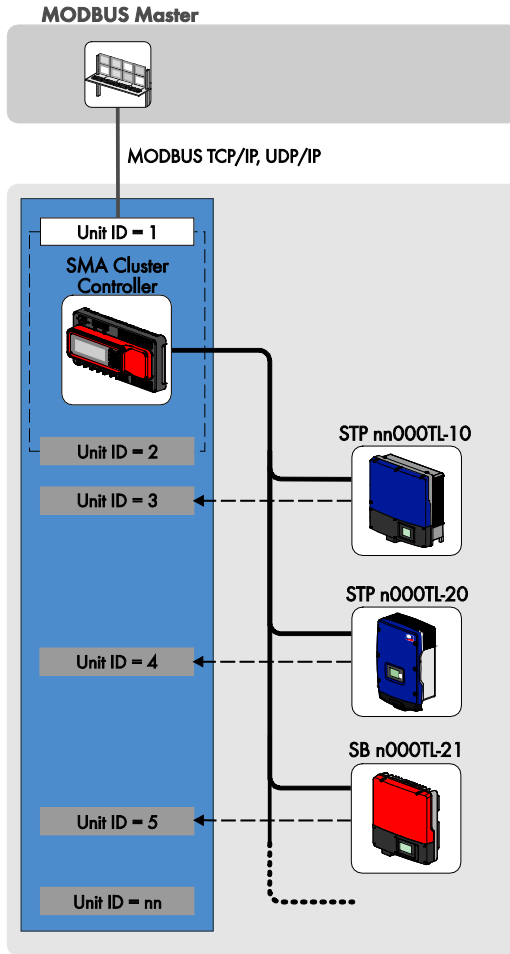 MODBUS Master
MODBUS TCP/IP, UDP/IP
Unit ID = 1
SMA Cluster
Controller
STP nn000TL-10
Unit ID = 2
Unit ID = 3
STP n000TL-20
Unit ID = 4
SB n000TL-21
Unit ID = 5
Unit ID = nn